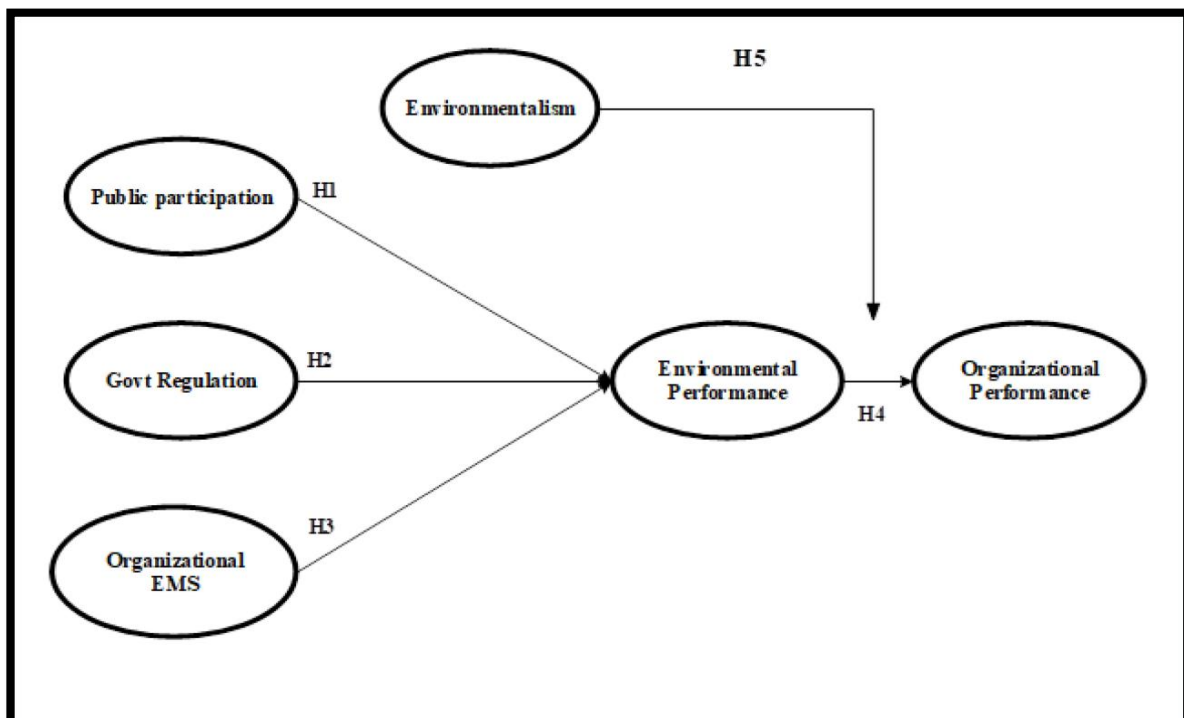 H5
Environmentalism
Public participation
H1
Govt Regulation
H2
Environmental
Performance
H4
Organizational
Performance
H3
Organizational
EMS